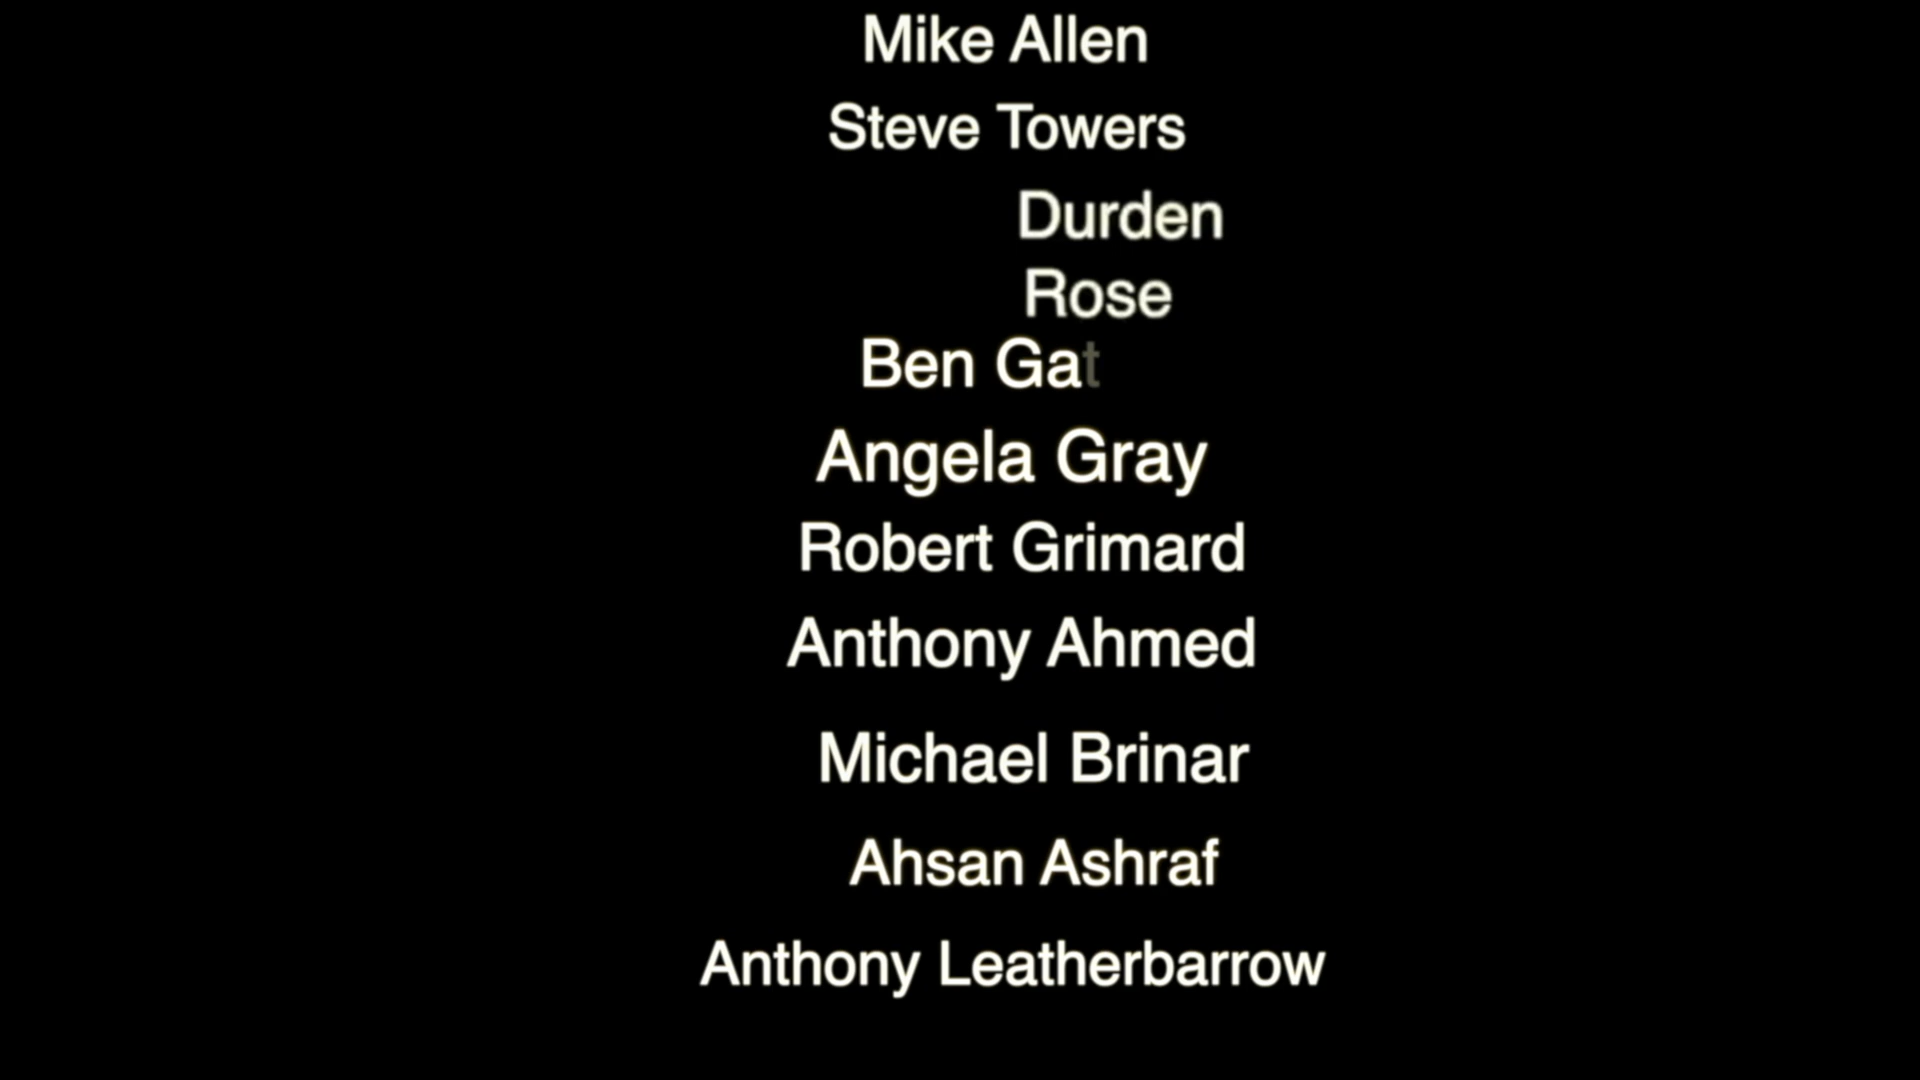 Mike Allen
Steve Towers
Durden
Rose
Ben Gat
Angela Gray
Robert Grimard
Anthony Ahmed
Michael Brinar
Ahsan Ashraf
Anthony Leatherbarrow